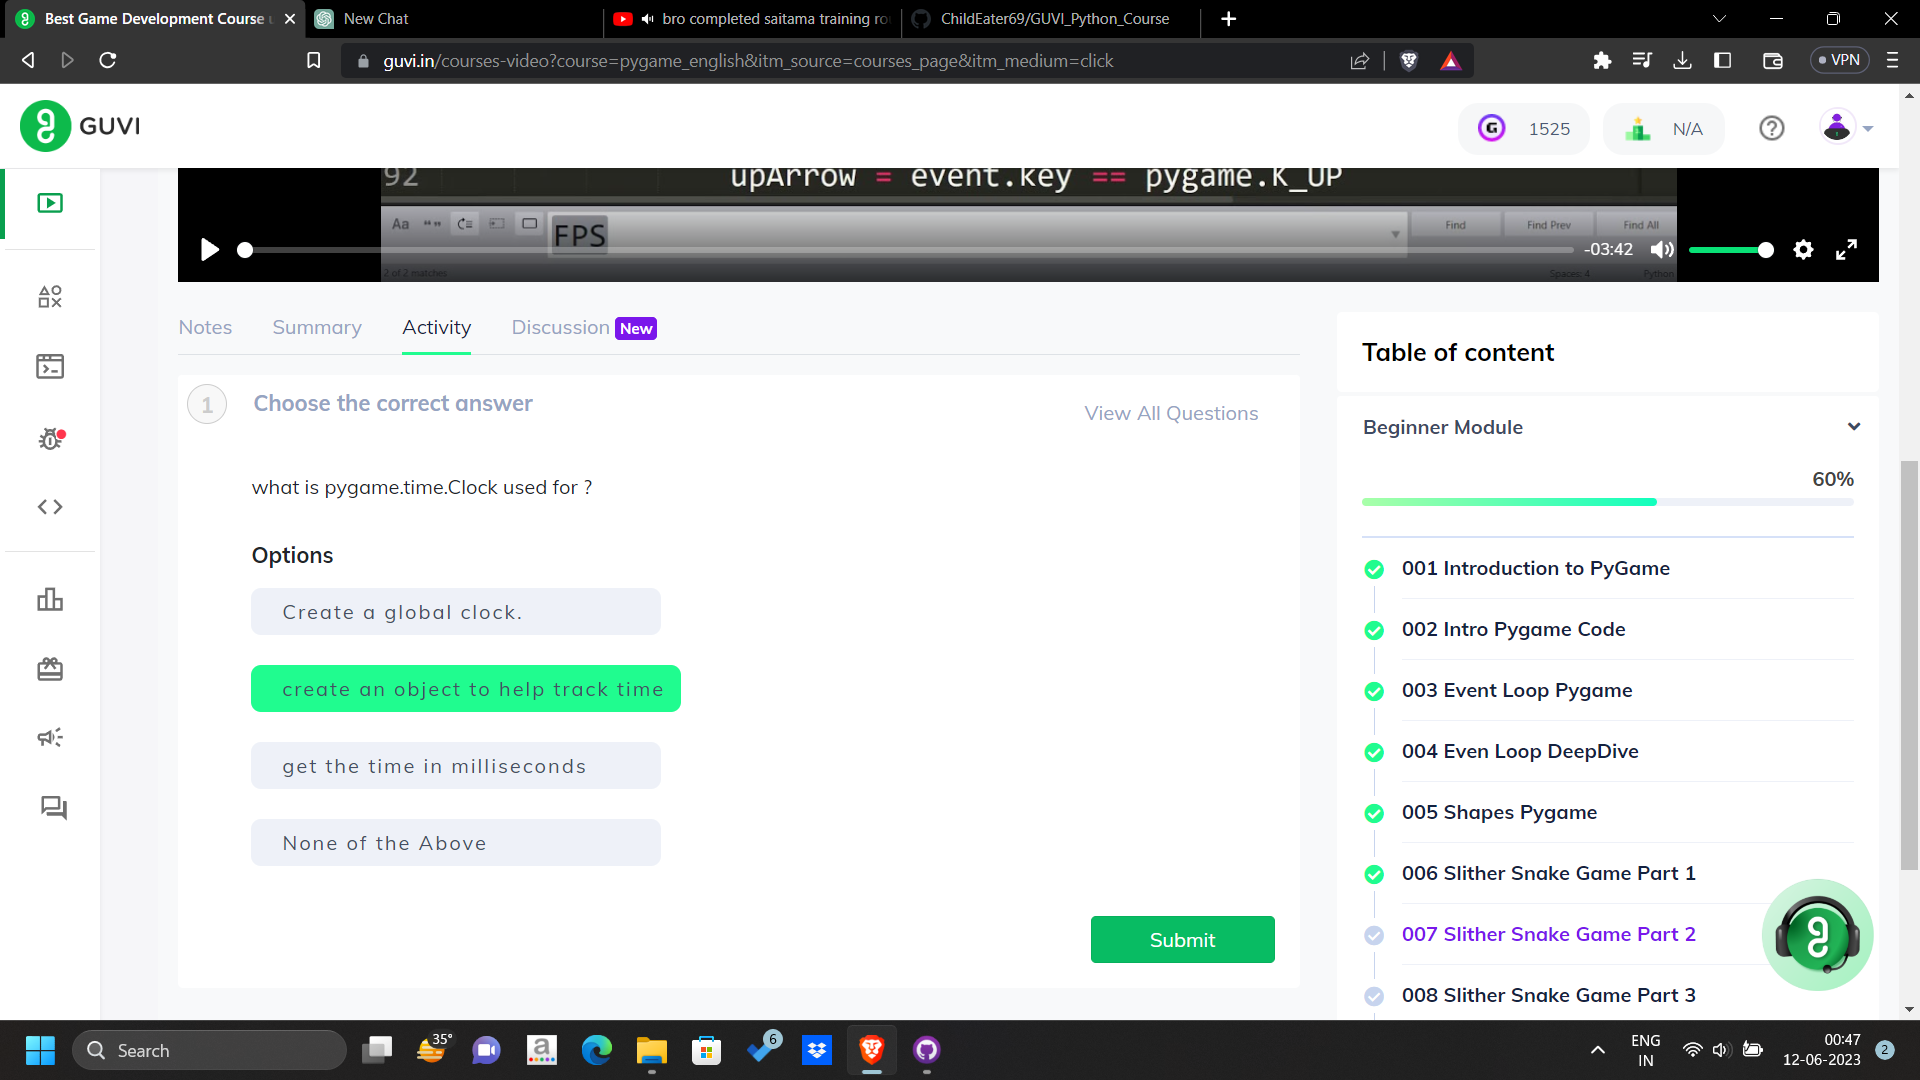 Best Game Development Course u
New Chat
bro completed saitama training ro
ChildEater69/GUVI_Python_Course
guvi.in/courses-video?course=pygame_english&itm_source=courses_page&itm_medium=click
VPN
GUVI
G 1525
N/A
92 upArrow = event.key == pygame.K_UP
Aa FPS Find Find Prev Find All
-03:42
2 of 2 matches Spaces: 4 Python
Notes Summary Activity Discussion New
Table of content
1 Choose the correct answer
View All Questions
Beginner Module
60%
what is pygame.time.Clock used for ?
Options
Create a global clock.
create an object to help track time
get the time in milliseconds
None of the Above
Submit
001 Introduction to PyGame
002 Intro Pygame Code
003 Event Loop Pygame
004 Even Loop DeepDive
005 Shapes Pygame
006 Slither Snake Game Part 1
007 Slither Snake Game Part 2
008 Slither Snake Game Part 3
Search
35°
a
6
ENG
IN
00:47
12-06-2023
2